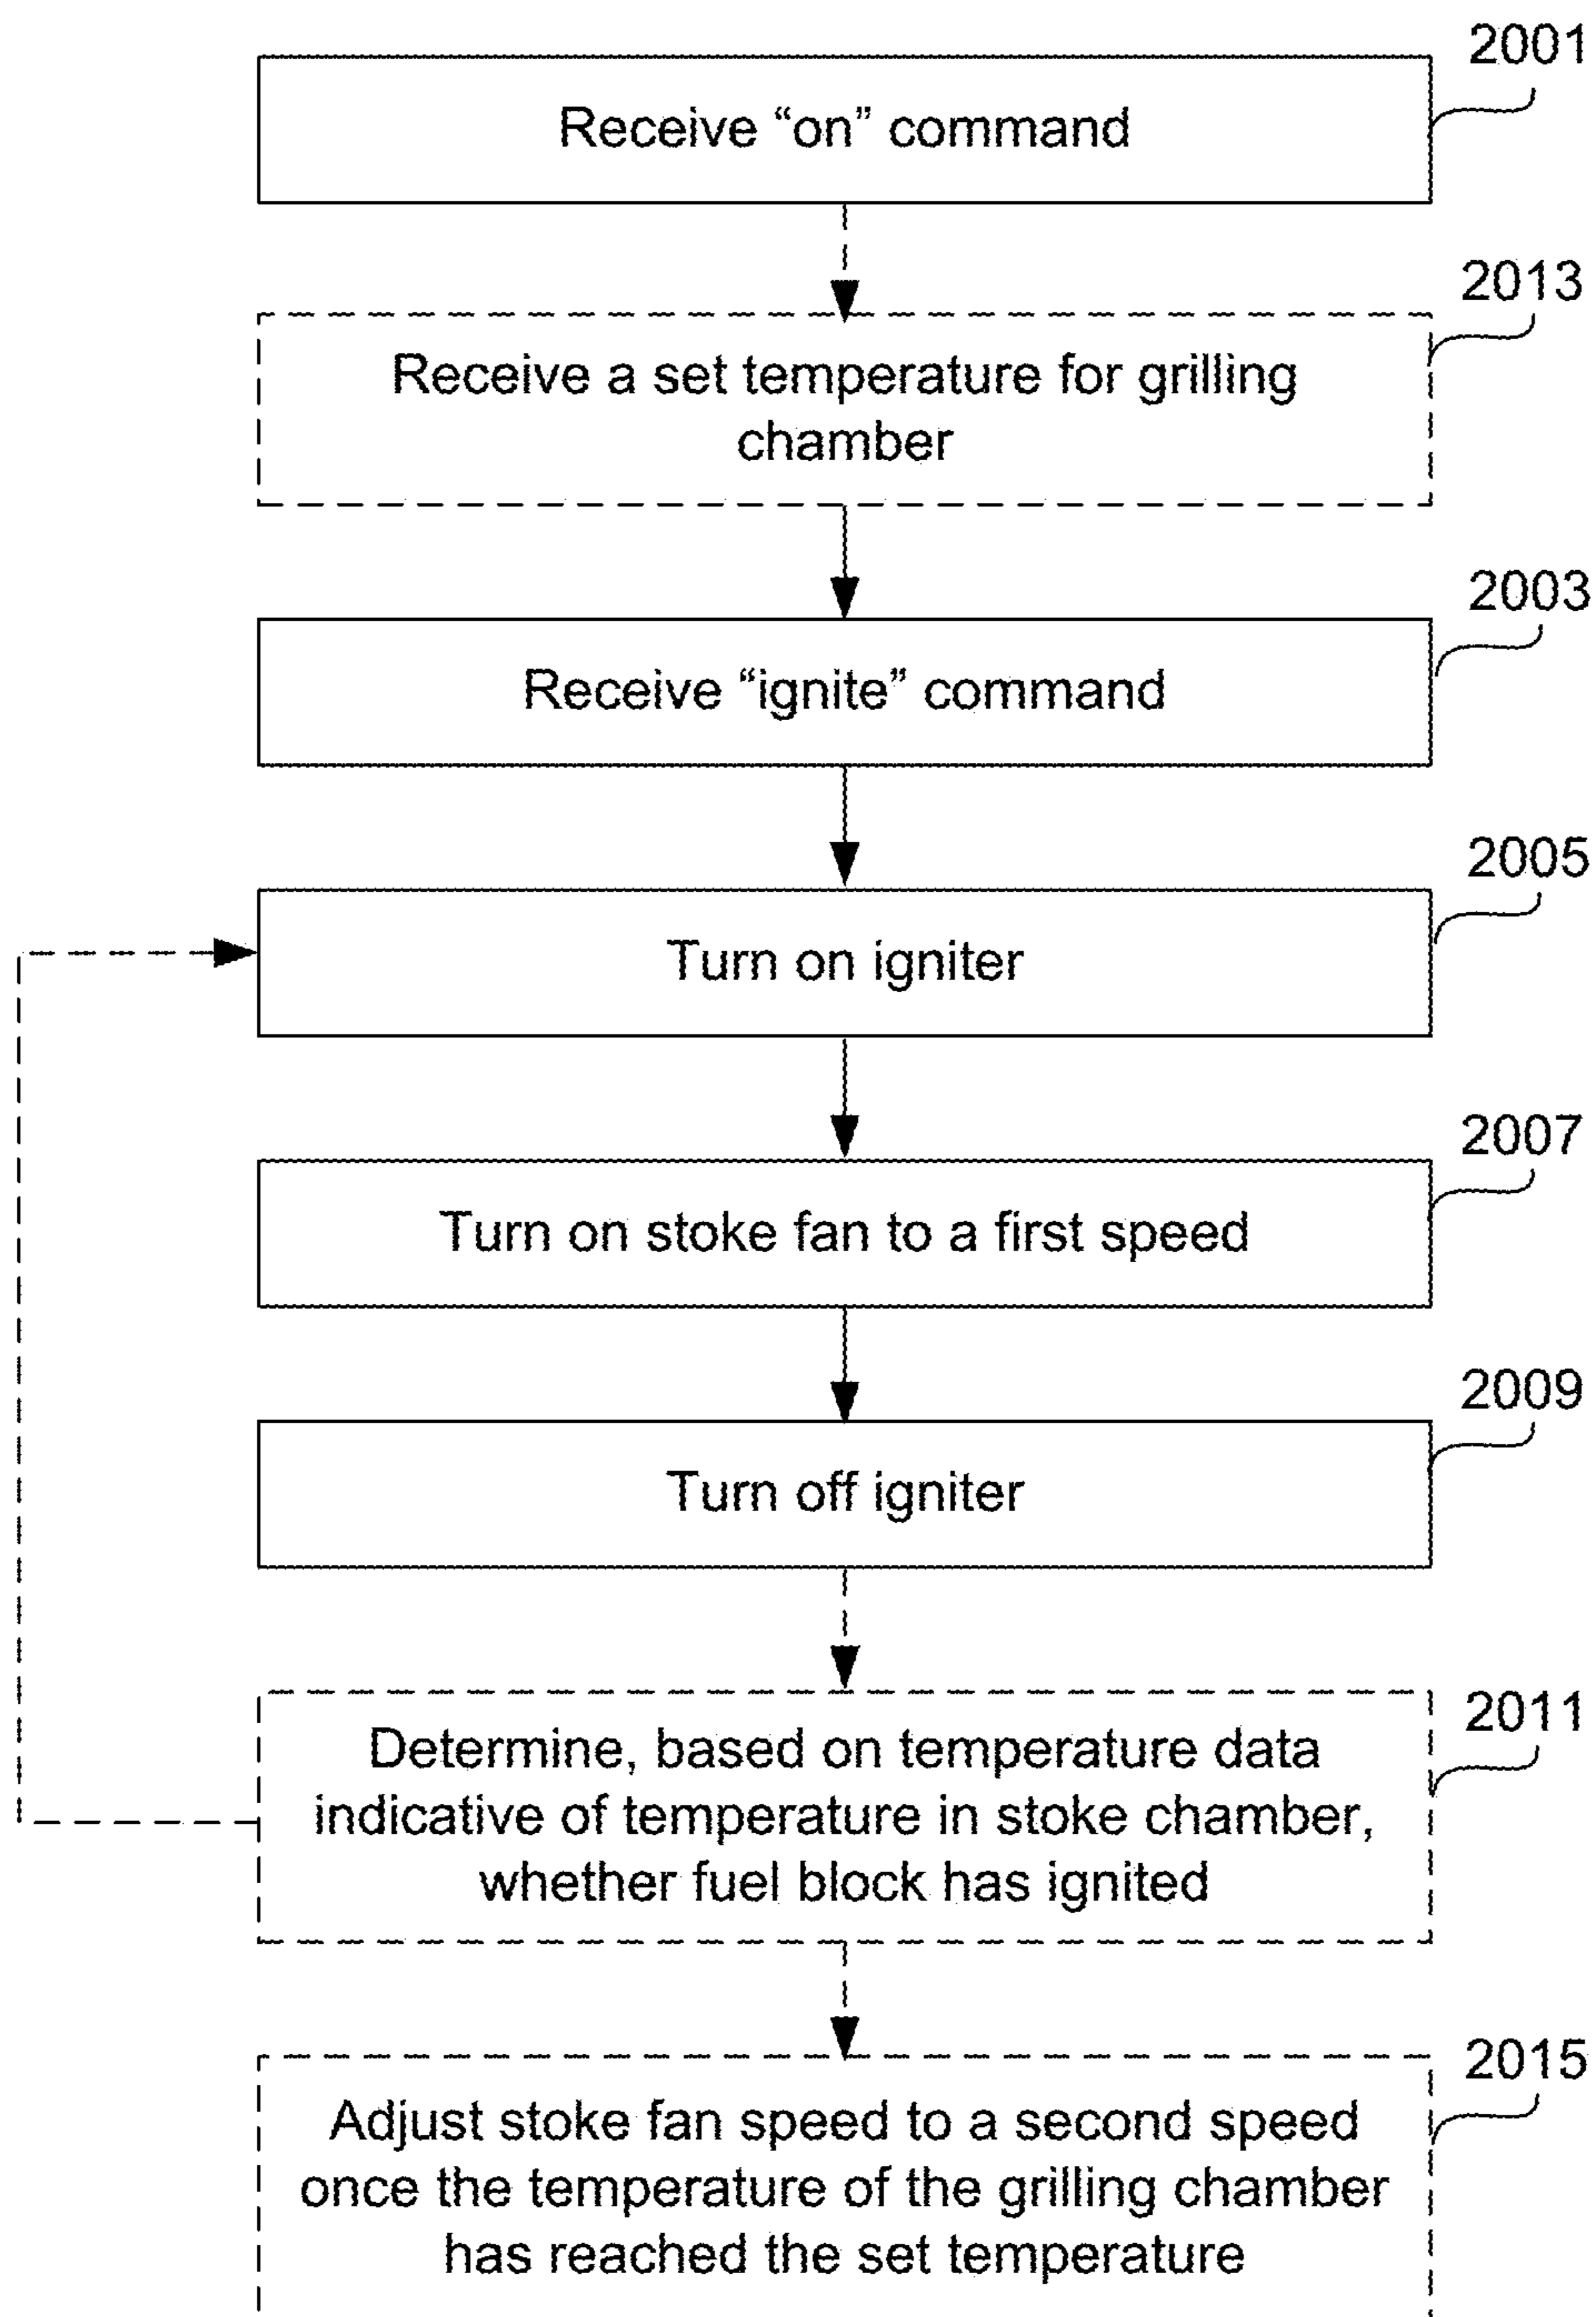 2001
Receive “on” command
2013
Receive a set temperature for grilling
chamber
2003
Receive “ignite” command
2005
Turn on igniter
2007
Turn on stoke fan to a first speed
2009
Turn off igniter
2011
Determine, based on temperature data
indicative of temperature in stoke chamber,
whether fuel block has ignited
2015
Adjust stoke fan speed to a second speed
once the temperature of the grilling chamber
has reached the set temperature